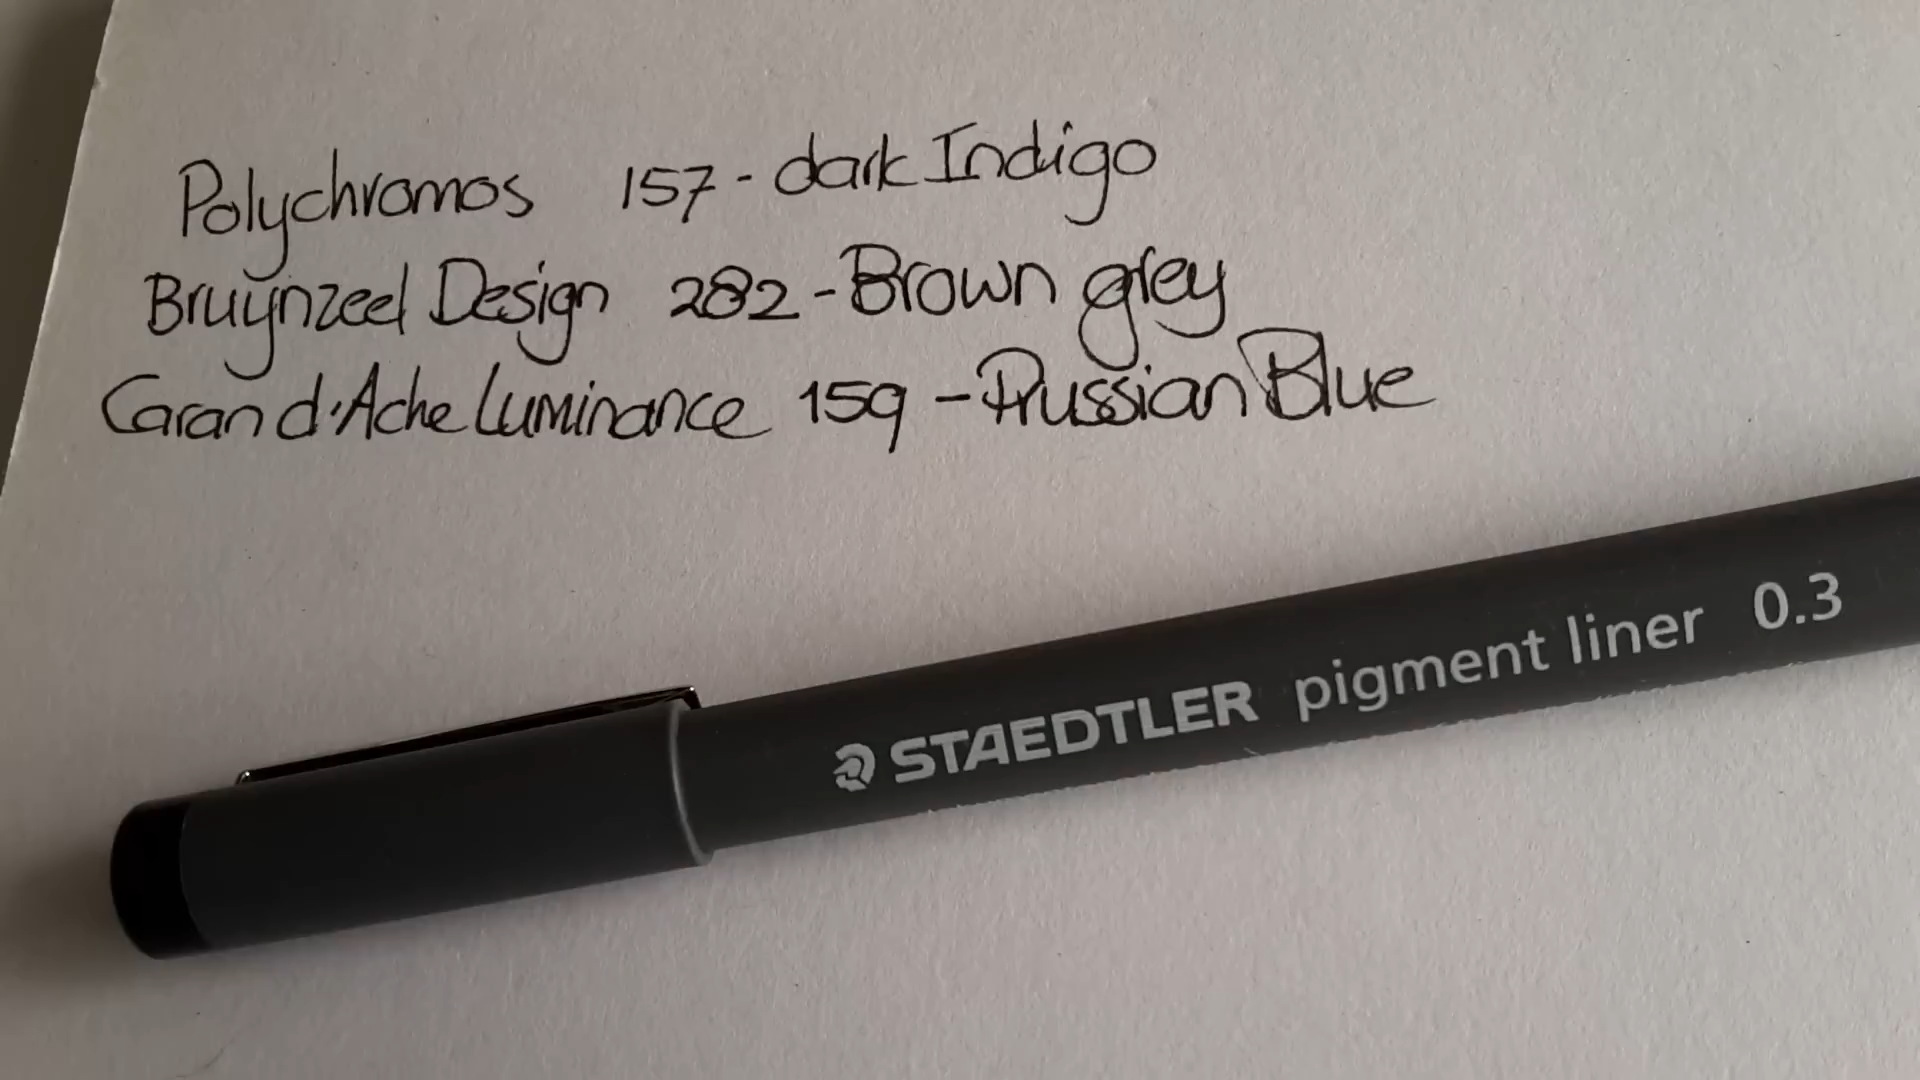 Polychromos 157 - dark Indigo
Bruynzeel Design 282 - Brown grey
Caran d'Ache Luminance 159 - Prussian Blue
STAEDTLER pigment liner 0.3